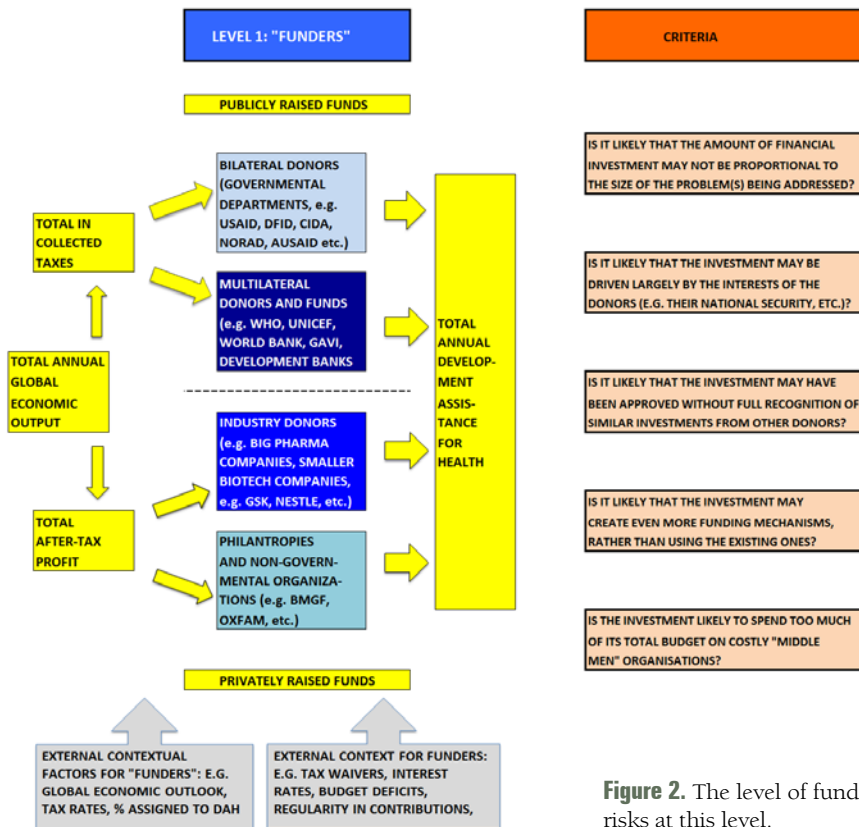 LEVEL 1: "FUNDERS"
PUBLICLY RAISED FUNDS
BILATERAL DONORS
(GOVERNMENTAL
DEPARTMENTS, e.g.
USAID, DFID, CIDA,
NORAD, AUSAID etc.)
TOTAL IN
COLLECTED
TAXES
MULTILATERAL
DONORS AND FUNDS
(e.g. WHO, UNICEF,
WORLD BANK, GAVI,
DEVELOPMENT BANKS
TOTAL ANNUAL
GLOBAL
ECONOMIC
OUTPUT
INDUSTRY DONORS
(e.g. BIG PHARMA
COMPANIES, SMALLER
BIOTECH COMPANIES,
e.g. GSK, NESTLE, etc.)
TOTAL
AFTER-TAX
PROFIT
PHILANTROPIES
AND NON-GOVERN-
MENTAL ORGANIZA-
TIONS (e.g. BMGF,
OXFAM, etc.)
TOTAL
ANNUAL
DEVELOP-
MENT
ASSIS-
TANCE
FOR
HEALTH
PRIVATELY RAISED FUNDS
EXTERNAL CONTEXTUAL
FACTORS FOR "FUNDERS": E.G.
GLOBAL ECONOMIC OUTLOOK,
TAX RATES, % ASSIGNED TO DAH
EXTERNAL CONTEXT FOR FUNDERS:
E.G. TAX WAIVERS, INTEREST
RATES, BUDGET DEFICITS,
REGULARITY IN CONTRIBUTIONS,
CRITERIA
IS IT LIKELY THAT THE AMOUNT OF FINANCIAL
INVESTMENT MAY NOT BE PROPORTIONAL TO
THE SIZE OF THE PROBLEM(S) BEING ADDRESSED?
IS IT LIKELY THAT THE INVESTMENT MAY BE
DRIVEN LARGELY BY THE INTERESTS OF THE
DONORS (E.G. THEIR NATIONAL SECURITY, ETC.)?
IS IT LIKELY THAT THE INVESTMENT MAY HAVE
BEEN APPROVED WITHOUT FULL RECOGNITION OF
SIMILAR INVESTMENTS FROM OTHER DONORS?
IS IT LIKELY THAT THE INVESTMENT MAY
CREATE EVEN MORE FUNDING MECHANISMS,
RATHER THAN USING THE EXISTING ONES?
IS THE INVESTMENT LIKELY TO SPEND TOO MUCH
OF ITS TOTAL BUDGET ON COSTLY "MIDDLE
MEN" ORGANISATIONS?
Figure 2. The level of fund
risks at this level.